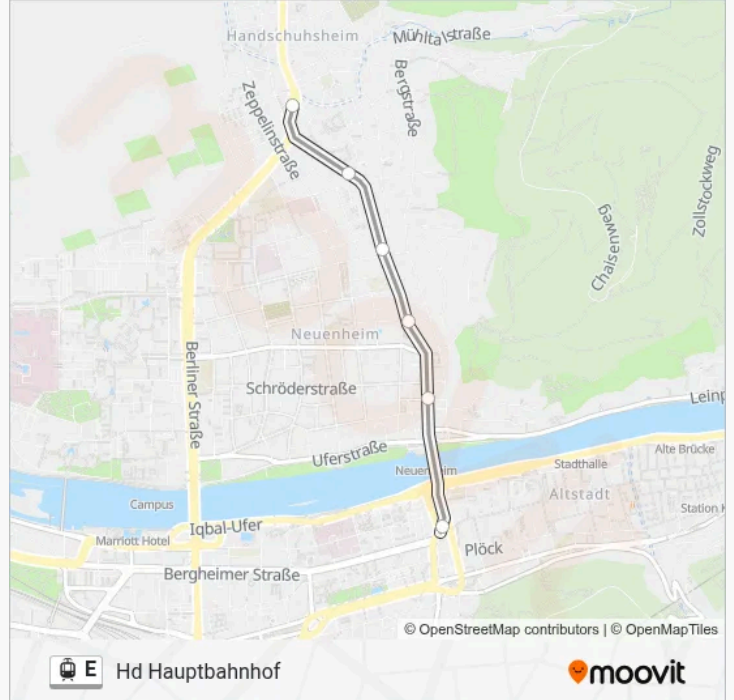 Handschuhsheim
Mühltalstraße
Bergstraße
Zeppelinstraße
Zollstockweg
Chaisenweg
Neuenheim
Berliner Straße
Schröderstraße
Leinp
Uferstraße
Alte Brücke
Neuenheim
Stadthalle
Altstadt
Campus
Station
Iqbal-Ufer
Marriott Hotel
Plöck
Bergheimer Straße
© OpenStreetMap contributors | © OpenMapTiles
E Hd Hauptbahnhof
moovit